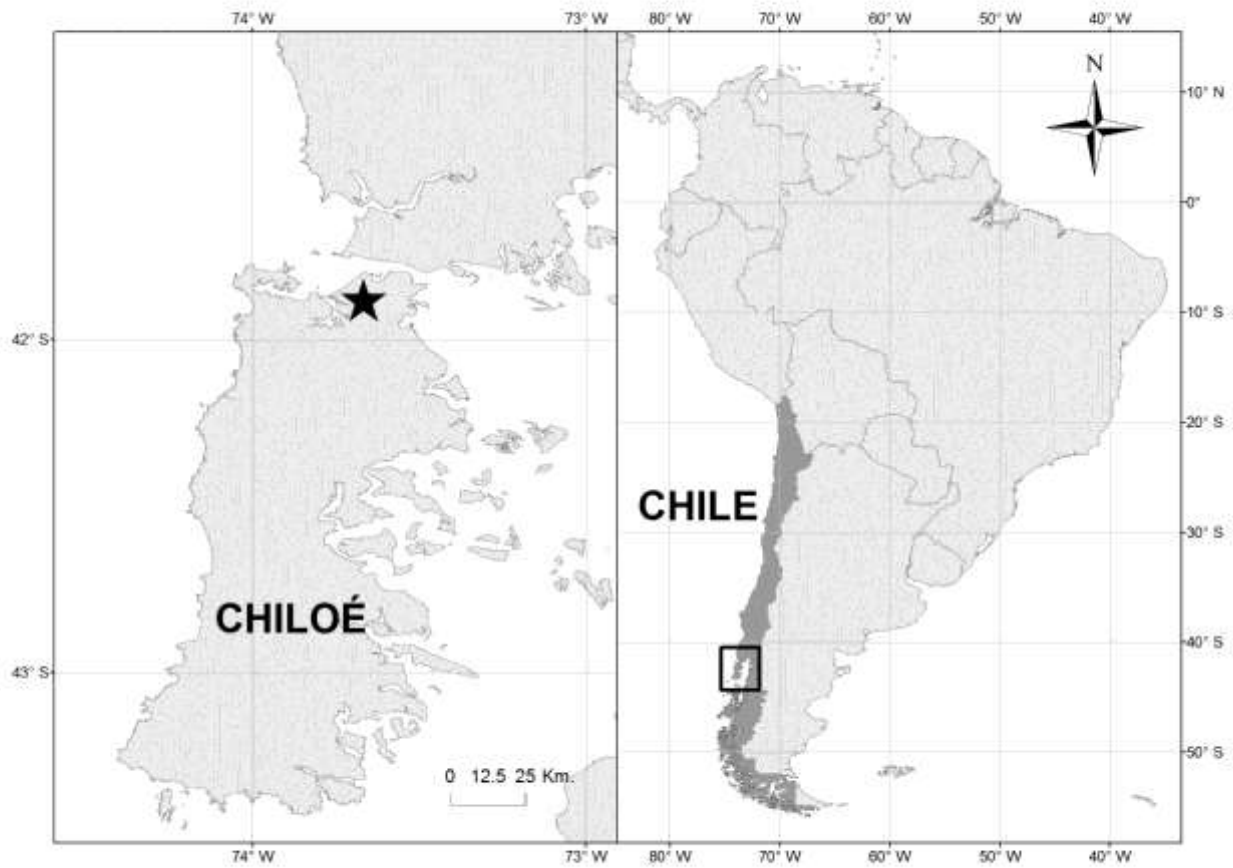 74° W
73° W
80° W
70° W
60° W
50° W
40° W
N
10° N
0°
10° S
42° S
20° S
CHILE
30° S
CHILOÉ
40° S
43° S
50° S
0 12.5 25 Km.
74° W
73° W
80° W
70° W
60° W
50° W
40° W